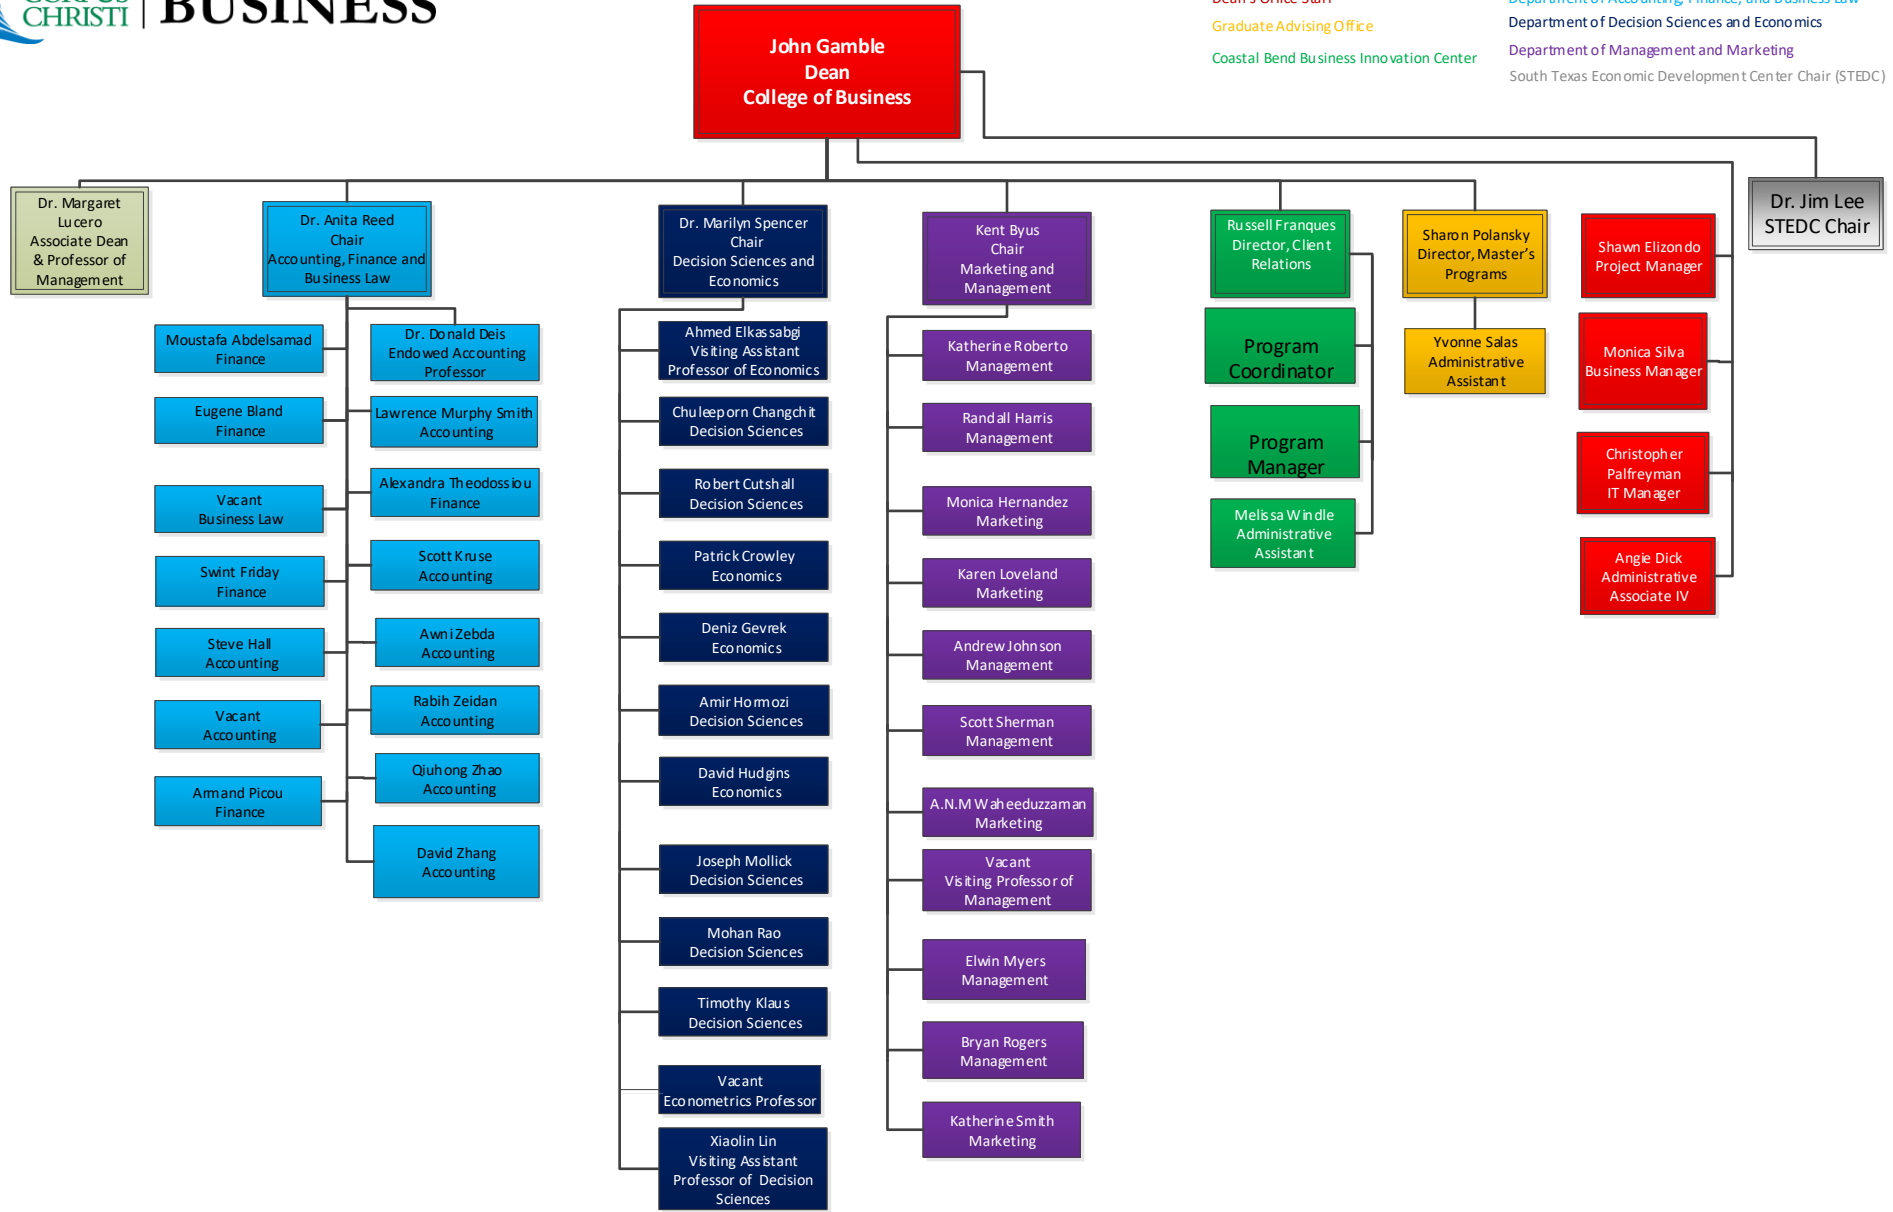 CHRISTI
BUSINESS
John Gamble
Dean
College of Business
Dean's Office Staff
Graduate Advising Office
Coastal Bend Business Innovation Center
Department of Accounting, Finance, and Business Law
Department of Decision Sciences and Economics
Department of Management and Marketing
South Texas Economic Development Center Chair (STEDC)
Dr. Margaret
Lucero
Associate Dean
& Professor of
Management
Dr. Anita Reed
Chair
Accounting, Finance and
Business Law
Dr. Marilyn Spencer
Chair
Decision Sciences and
Economics
Kent Byus
Chair
Marketing and
Management
Russell Franques
Director, Client
Relations
Sharon Polansky
Director, Master's
Programs
Shawn Elizondo
Project Manager
Dr. Jim Lee
STEDC Chair
Moustafa Abdelsamad
Finance
Eugene Bland
Finance
Vacant
Business Law
Swint Friday
Finance
Steve Hall
Accounting
Vacant
Accounting
Armand Picou
Finance
Dr. Donald Deis
Endowed Accounting
Professor
Lawrence Murphy Smith
Accounting
Alexandra Theodossiou
Finance
Scott Kruse
Accounting
Awni Zebda
Accounting
Rabih Zeidan
Accounting
Qiuhong Zhao
Accounting
David Zhang
Accounting
Ahmed Elkassabgi
Visiting Assistant
Professor of Economics
Chuleeporn Changchit
Decision Sciences
Robert Cutshall
Decision Sciences
Patrick Crowley
Economics
Deniz Gevrek
Economics
Amir Hormozi
Decision Sciences
David Hudgins
Economics
Joseph Mollick
Decision Sciences
Mohan Rao
Decision Sciences
Timothy Klaus
Decision Sciences
Vacant
Econometrics Professor
Xiaolin Lin
Visiting Assistant
Professor of Decision
Sciences
Katherine Roberto
Management
Randall Harris
Management
Monica Hernandez
Marketing
Karen Loveland
Marketing
Andrew Johnson
Management
Scott Sherman
Management
A.N.M Waheeduzzaman
Marketing
Vacant
Visiting Professor of
Management
Elwin Myers
Management
Bryan Rogers
Management
Katherine Smith
Marketing
Program
Coordinator
Program
Manager
Melissa Windle
Administrative
Assistant
Yvonne Salas
Administrative
Assistant
Monica Silva
Business Manager
Christopher
Palfreyman
IT Manager
Angie Dick
Administrative
Associate IV